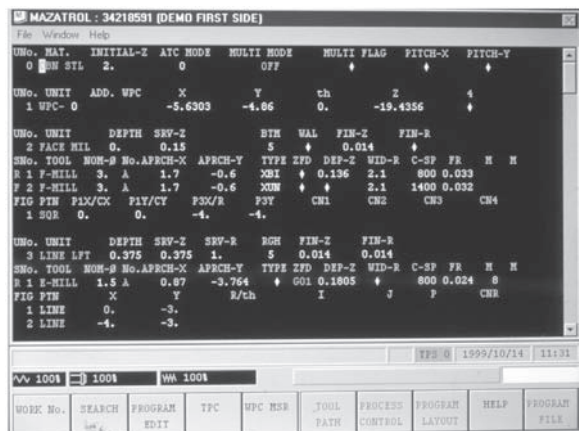 MAZATROL : 34218591 (DEMO FIRST SIDE)
File Window Help
UNo. MAT. INITIAL-Z ATC MODE MULTI MODE MULTI FLAG PITCH-X PITCH-Y
0 BN STL 2. 0 OFF ♦ ♦ ♦
UNo. UNIT ADD. WPC X Y th Z 4
1 WPC- 0 -5.6303 -4.86 0. -19.4356 ♦
UNo. UNIT DEPTH SRV-Z BTM WAL FIN-Z FIN-R
2 FACE MIL 0. 0.15 5 ♦ 0.014 ♦
SNo. TOOL NOM-Ø No. APRCH-X APRCH-Y TYPE ZFD DEP-Z WID-R C-SP FR M M
R 1 F-MILL 3. A 1.7 -0.6 XBI ♦ 0.136 2.1 800 0.033
F 2 F-MILL 3. A 1.7 -0.6 XUN ♦ ♦ 2.1 1400 0.032
FIG PTN P1X/CX P1Y/CY P3X/R P3Y CN1 CN2 CN3 CN4
1 SQR 0. 0. -4. -4.
UNo. UNIT DEPTH SRV-Z SRV-R RGH FIN-Z FIN-R
3 LINE LFT 0.375 0.375 1. 5 0.014 0.014
SNo. TOOL NOM-Ø No. APRCH-X APRCH-Y TYPE ZFD DEP-Z WID-R C-SP FR M M
R 1 E-MILL 1.5 A 0.87 -3.764 ♦ G01 0.1805 ♦ 800 0.024 8
FIG PTN X Y R/th I J P CNR
1 LINE 0. -3.
2 LINE -4. -3.
TPS 0 1999/10/14 11:31
100% 100% 100%
WORK No. SEARCH PROGRAM EDIT TPC WPC MSR TOOL PATH PROCESS CONTROL PROGRAM LAYOUT HELP PROGRAM FILE